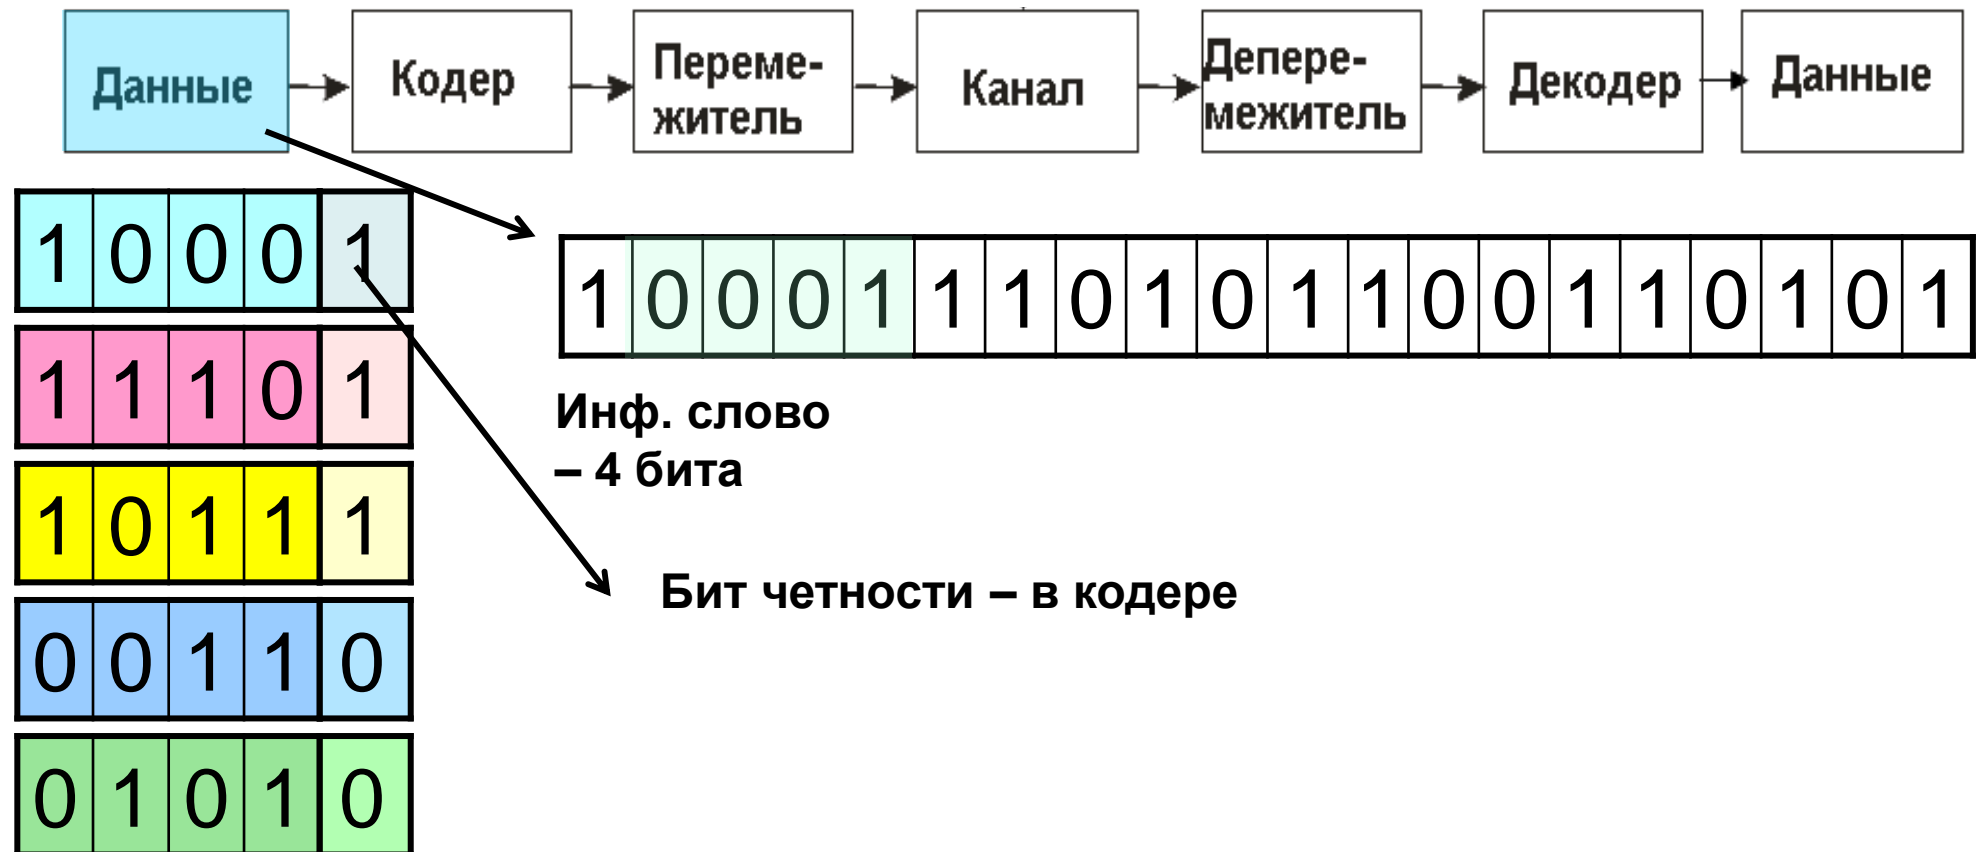 Данные
Кодер
Переме-
житель
Канал
Депере-
межитель
Декодер
Данные
1 0 0 0 1
1 1 1 0 1
1 0 1 1 1
0 0 1 1 0
0 1 0 1 0
1 0 0 0 1 1 1 0 1 0 1 1 0 0 1 1 0 1 0 1
Инф. слово
– 4 бита
Бит четности – в кодере